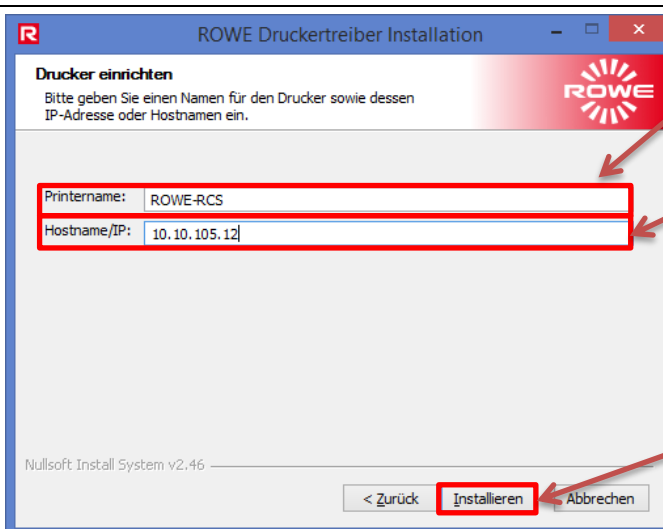 R
ROWE Druckertreiber Installation
Drucker einrichten
Bitte geben Sie einen Namen für den Drucker sowie dessen
IP-Adresse oder Hostnamen ein.
ROWE
Printername: ROWE-RCS
Hostname/IP: 10.10.105.12
Nullsoft Install System v2.46
< Zurück Installieren Abbrechen